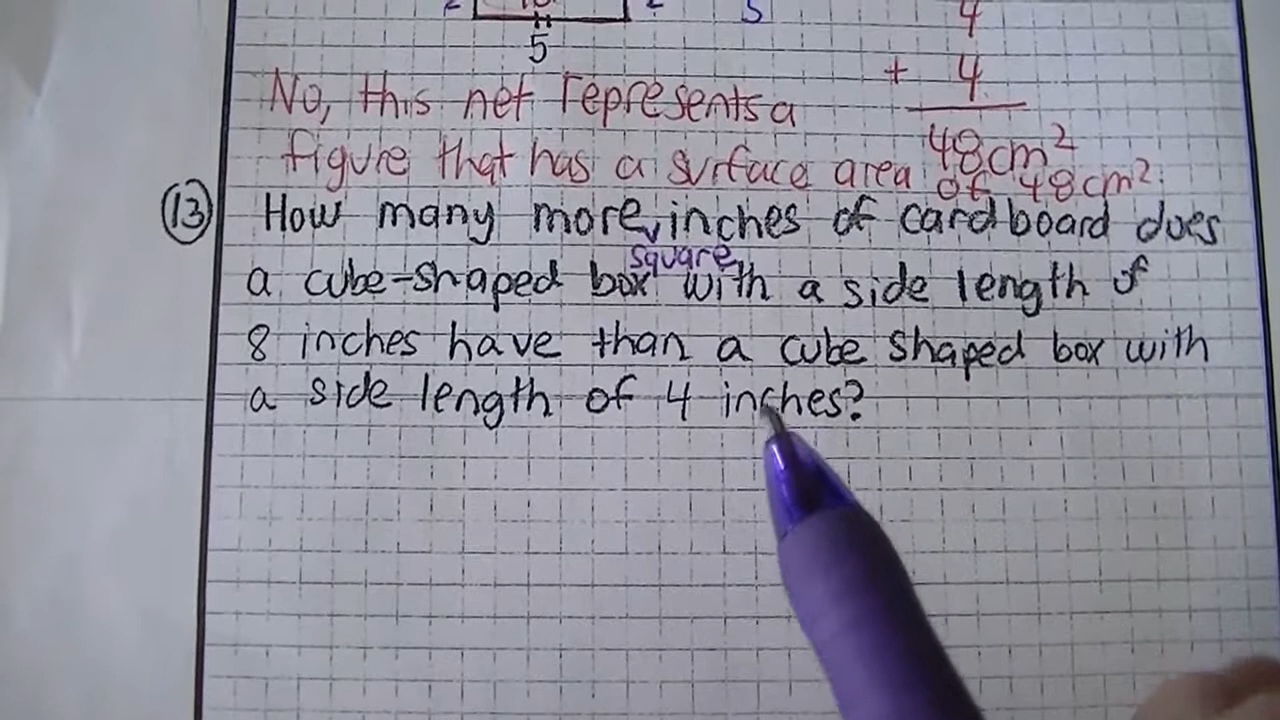 5
4
5
+ 4
No, this net represents a
48cm²
figure that has a surface area of 48cm².
13 How many more square inches of cardboard does
a cube-shaped box with a side length of
8 inches have than a cube shaped box with
a side length of 4 inches?